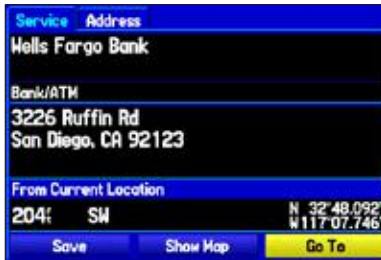 Service Address
Wells Fargo Bank
Bank/ATM
3226 Ruffin Rd
San Diego, CA 92123
From Current Location
204f SW N 32°48.092'
W117°07.746'
Save Show Map Go To